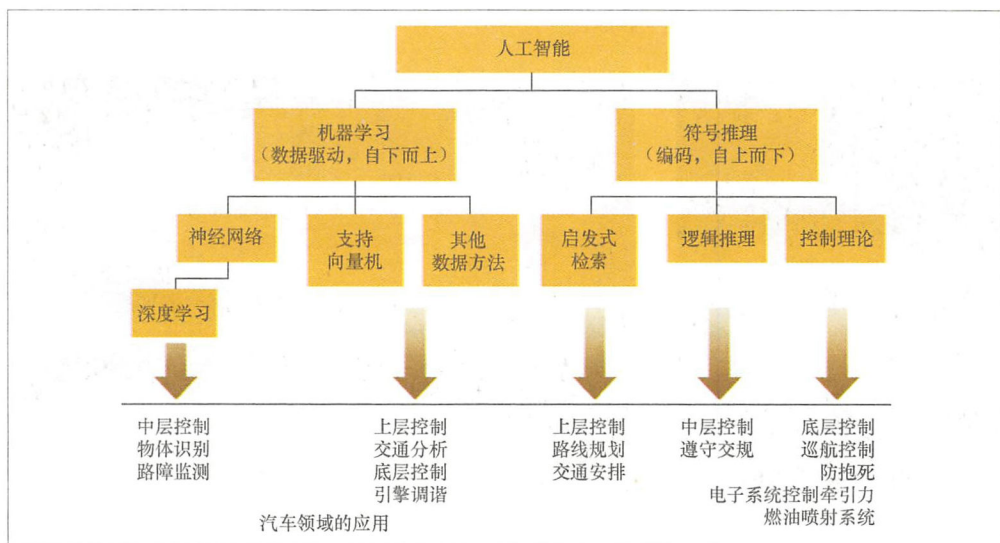 人工智能
机器学习
（数据驱动，自下而上）
符号推理
（编码，自上而下）
神经网络
支持
向量机
其他
数据方法
启发式
检索
逻辑推理
控制理论
深度学习
中层控制
物体识别
路障监测
上层控制
交通分析
底层控制
引擎调谐
上层控制
路线规划
交通安排
中层控制
遵守交规
底层控制
巡航控制
防抱死
电子系统控制牵引力
燃油喷射系统
汽车领域的应用